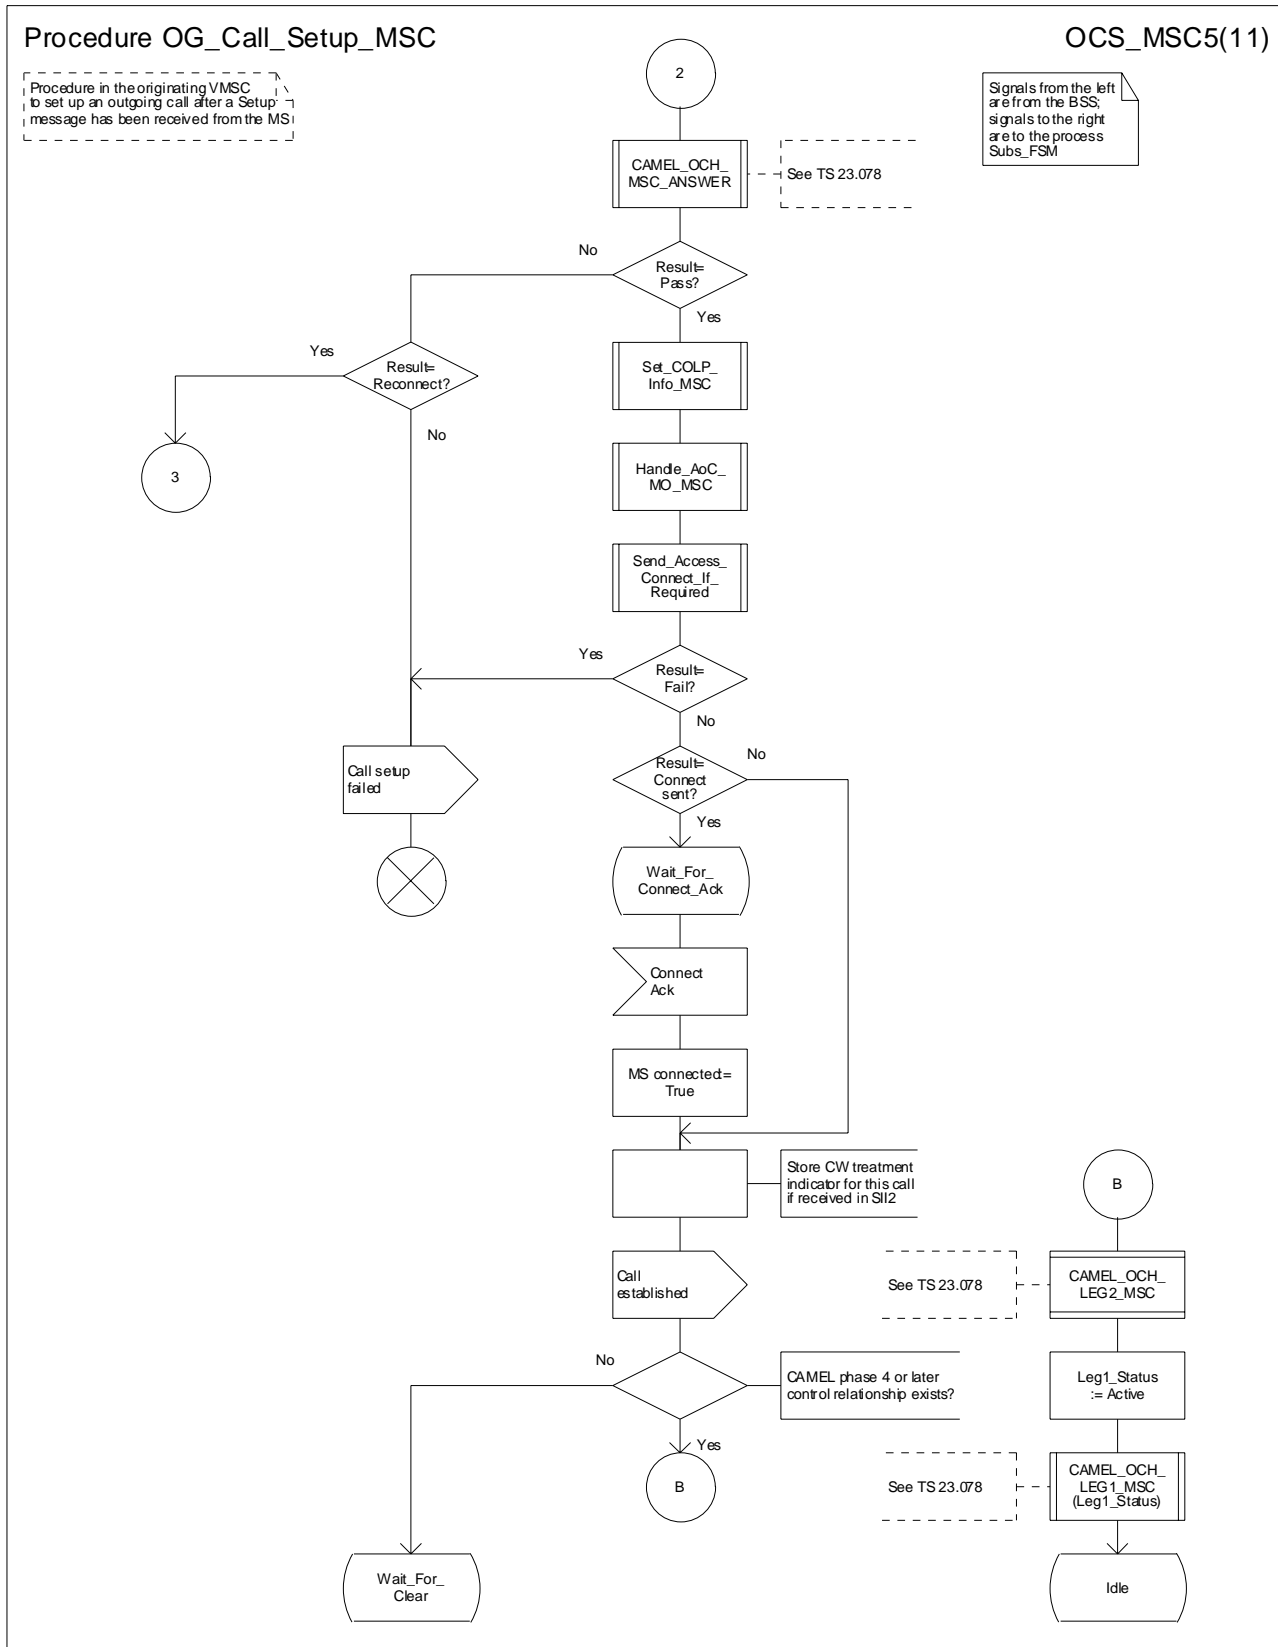 Procedure OG_Call_Setup_MSC
OCS_MSC5(11)
Procedure in the originating VMSC
to set up an outgoing call after a Setup
message has been received from the MS
2
Signals from the left
are from the BSS;
signals to the right
are to the process
Subs_FSM
CAMEL_OCH_
MSC_ANSWER
See TS 23.078
No
Result=
Pass?
Yes
Yes
Result=
Reconnect?
Set_COLP_
Info_MSC
No
3
Handle_AoC_
MO_MSC
Send_Access_
Connect_If_
Required
Yes
Result=
Fail?
No
Call setup
failed
Result=
Connect
sent?
No
Yes
Wait_For_
Connect_Ack
Connect
Ack
MS connected:=
True
Store CW treatment
indicator for this call
if received in SII2
B
Call
established
See TS 23.078
CAMEL_OCH_
LEG2_MSC
No
CAMEL phase 4 or later
control relationship exists?
Leg1_Status
:= Active
Yes
B
See TS 23.078
CAMEL_OCH_
LEG1_MSC
(Leg1_Status)
Wait_For_
Clear
Idle